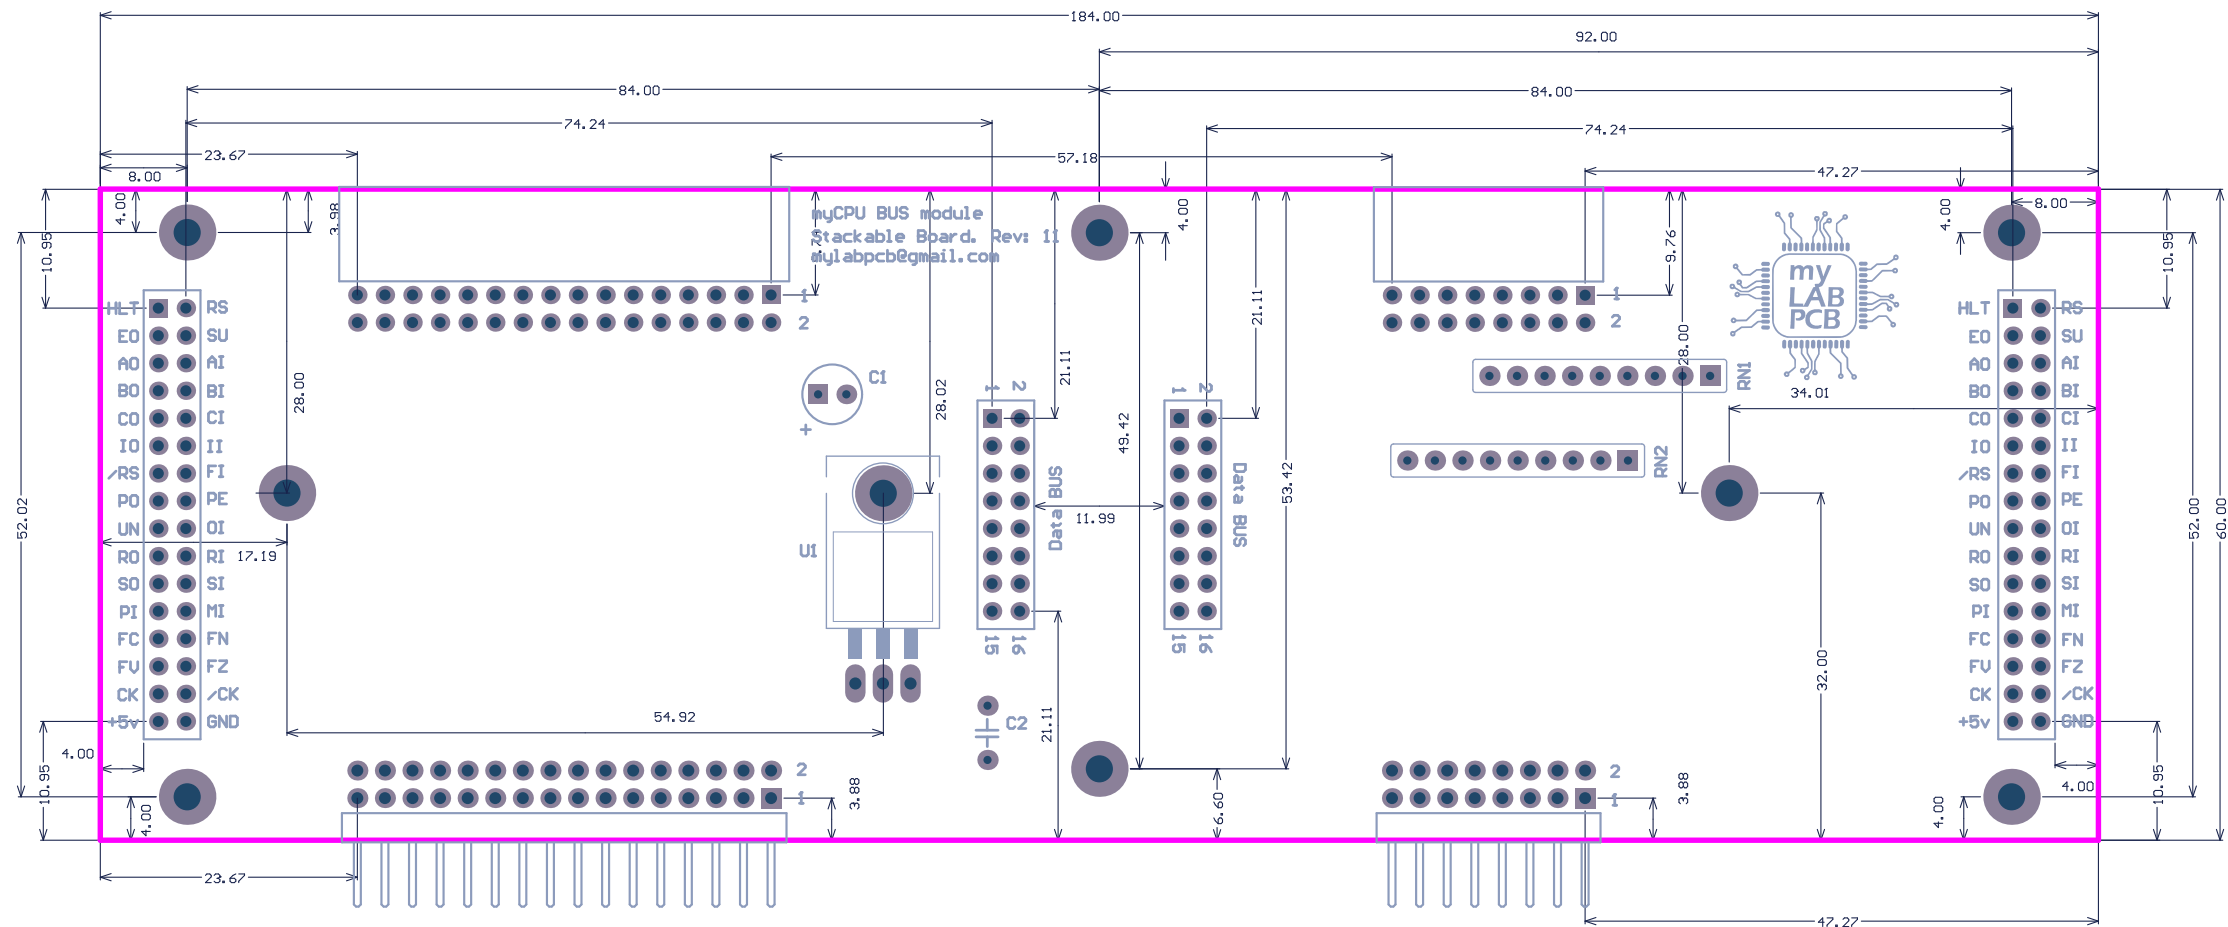 184.00
92.00
84.00
84.00
74.24
74.24
23.67
57.18
47.27
8.00
8.00
4.00
3.98
4.00
4.00
10.95
9.76
10.95
myCPU BUS module
Stackable Board. Rev: 11
mylabpcb@gmail.com
my
LAB
PCB
1
2
1
2
HLT RS
EO SU
AO AI
BO BI
CO CI
IO II
/RS FI
PO PE
UN OI
RO RI
SO SI
PI MI
FC FN
FV FZ
CK /CK
+5v GND
28.00
17.19
52.02
C1
+
28.02
U1
54.92
1 2
Data BUS
15 16
21.11
21.11
C2
49.42
11.99
1 2
Data BUS
15 16
21.11
53.42
6.60
RN1
RN2
28.00
34.01
32.00
HLT RS
EO SU
AO AI
BO BI
CO CI
IO II
/RS FI
PO PE
UN OI
RO RI
SO SI
PI MI
FC FN
FV FZ
CK /CK
+5v GND
52.00
60.00
4.00
10.95
4.00
2
1
3.88
2
1
3.88
4.00
4.00
10.95
23.67
47.27